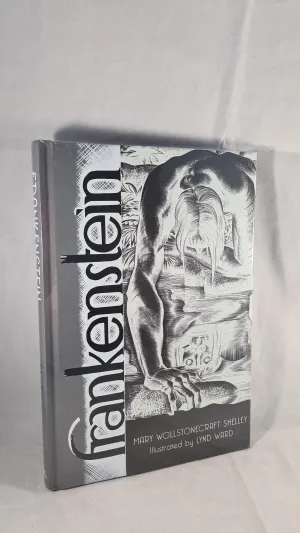 FRANKENSTEIN
frankenstein
MARY WOLLSTONECRAFT SHELLEY
Illustrated by LYND WARD